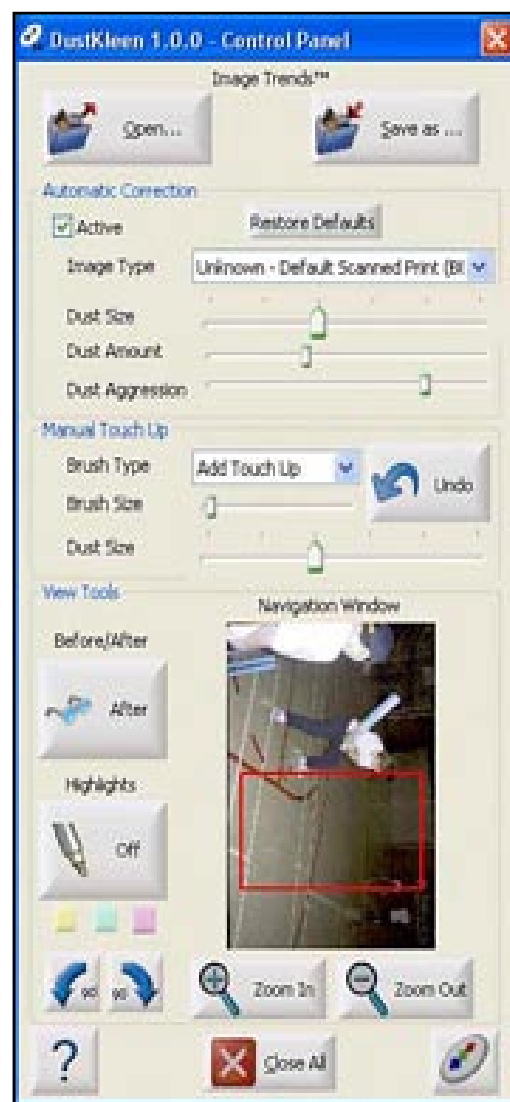 DustKleen 1.0.0 - Control Panel
Image Trends™
Open...
Save as ...
Automatic Correction
Active
Restore Defaults
Image Type
Unknown - Default Scanned Print (B(
Dust Size
Dust Amount
Dust Aggression
Manual Touch Up
Brush Type
Add Touch Up
Undo
Brush Size
Dust Size
View Tools
Navigation Window
Before/After
After
Highlights
Off
90
90
Zoom In
Zoom Out
?
Close All